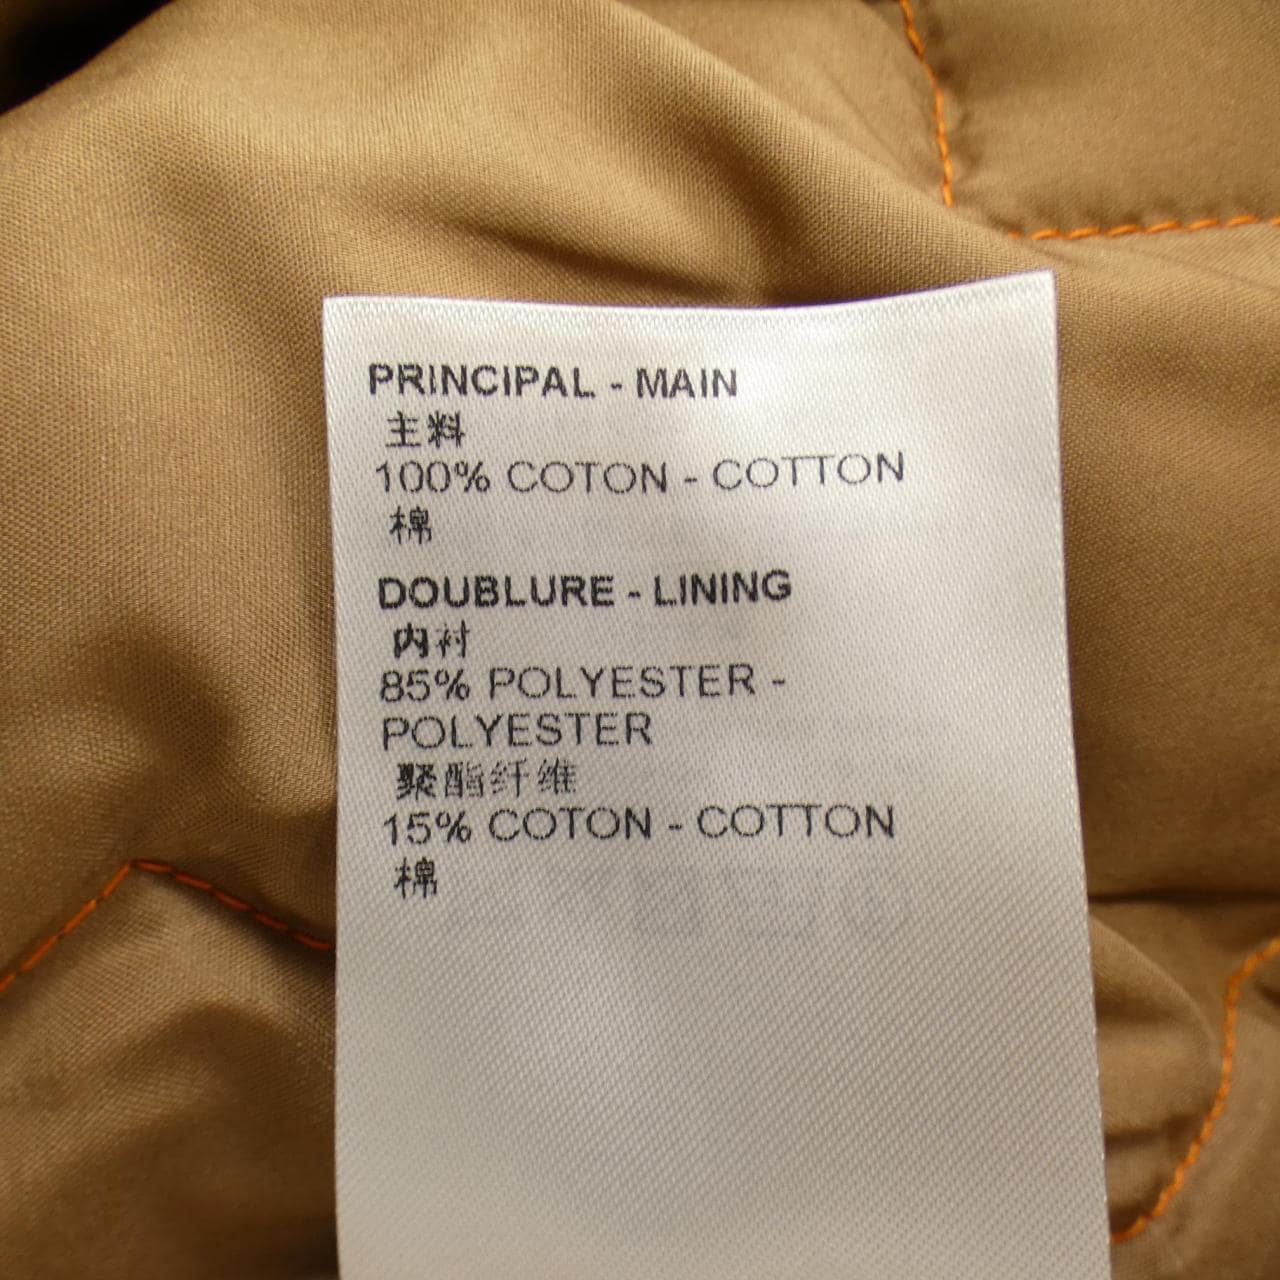 PRINCIPAL - MAIN
主料
100% COTON - COTTON
棉
DOUBLURE - LINING
内衬
85% POLYESTER -
POLYESTER
聚酯纤维
15% COTON - COTTON
棉